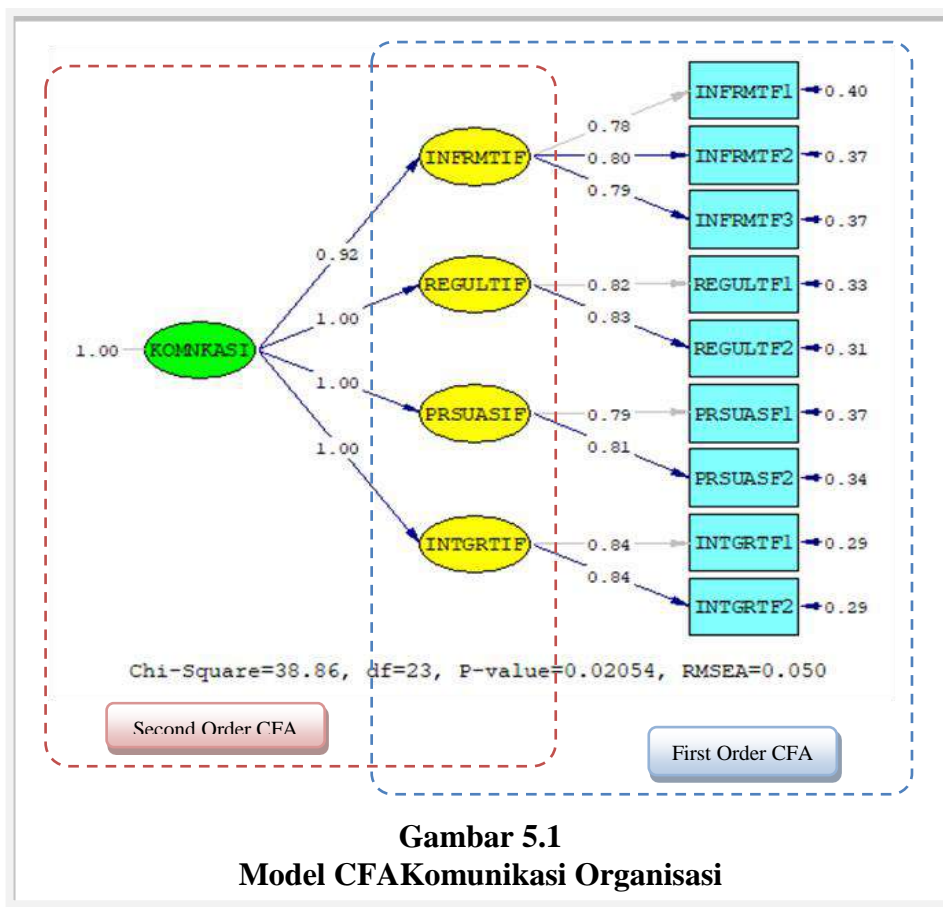 INFRMTF1
0.40
0.78
INFRMTIF
0.80
INFRMTF2
0.37
0.79
INFRMTF3
0.37
0.92
REGULTIF
0.82
REGULTF1
0.33
0.83
1.00
KOMNKASI
1.00
REGULTF2
0.31
1.00
PRSUASIF
0.79
PRSUASF1
0.37
0.81
1.00
PRSUASF2
0.34
INTGRTIF
0.84
INTGRTF1
0.29
0.84
INTGRTF2
0.29
Chi-Square=38.86, df=23, P-value=0.02054, RMSEA=0.050
Second Order CFA
First Order CFA
Gambar 5.1
Model CFAKomunikasi Organisasi